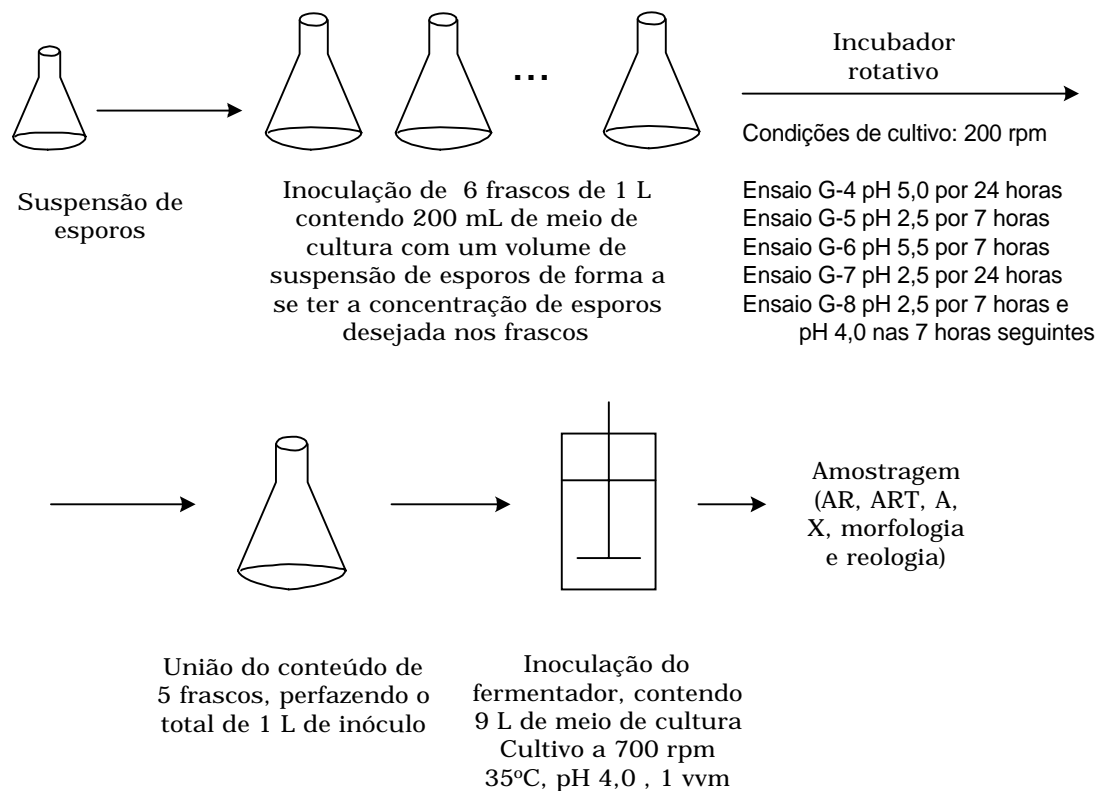 Suspensão de
esporos
...
Inoculação de 6 frascos de 1 L
contendo 200 mL de meio de
cultura com um volume de
suspensão de esporos de forma a
se ter a concentração de esporos
desejada nos frascos
Incubador
rotativo
Condições de cultivo: 200 rpm
Ensaio G-4 pH 5,0 por 24 horas
Ensaio G-5 pH 2,5 por 7 horas
Ensaio G-6 pH 5,5 por 7 horas
Ensaio G-7 pH 2,5 por 24 horas
Ensaio G-8 pH 2,5 por 7 horas e
pH 4,0 nas 7 horas seguintes
União do conteúdo de
5 frascos, perfazendo o
total de 1 L de inóculo
Inoculação do
fermentador, contendo
9 L de meio de cultura
Cultivo a 700 rpm
35ºC, pH 4,0 , 1 vvm
Amostragem
(AR, ART, A,
X, morfologia
e reologia)